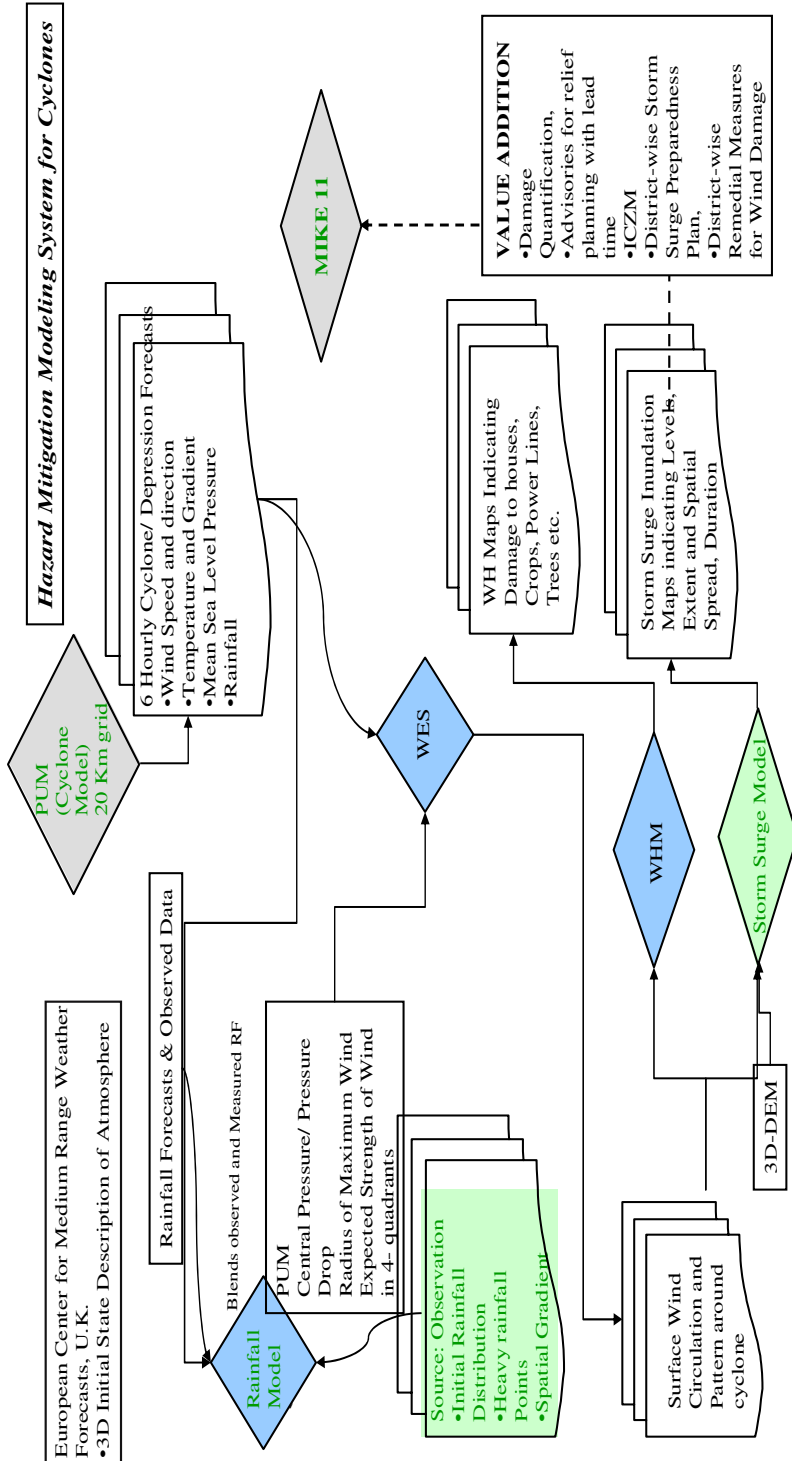 Hazard Mitigation Modeling System for Cyclones
European Center for Medium Range Weather
Forecasts, U.K.
•3D Initial State Description of Atmosphere
PUM
(Cyclone
Model)
20 Km grid
6 Hourly Cyclone/ Depression Forecasts
•Wind Speed and direction
•Temperature and Gradient
•Mean Sea Level Pressure
•Rainfall
MIKE 11
Rainfall Forecasts & Observed Data
Blends observed and Measured RF
Rainfall
Model
PUM
Central Pressure/ Pressure
Drop
Radius of Maximum Wind
Expected Strength of Wind
in 4- quadrants
WES
Source: Observation
•Initial Rainfall
Distribution
•Heavy rainfall
Points
•Spatial Gradient
VALUE ADDITION
•Damage
Quantification,
•Advisories for relief
planning with lead
time
•ICZM
•District-wise Storm
Surge Preparedness
Plan,
•District-wise
Remedial Measures
for Wind Damage
WH Maps Indicating
Damage to houses,
Crops, Power Lines,
Trees etc.
WHM
Storm Surge Inundation
Maps indicating Levels,
Extent and Spatial
Spread, Duration
Storm Surge Model
3D-DEM
Surface Wind
Circulation and
Pattern around
cyclone